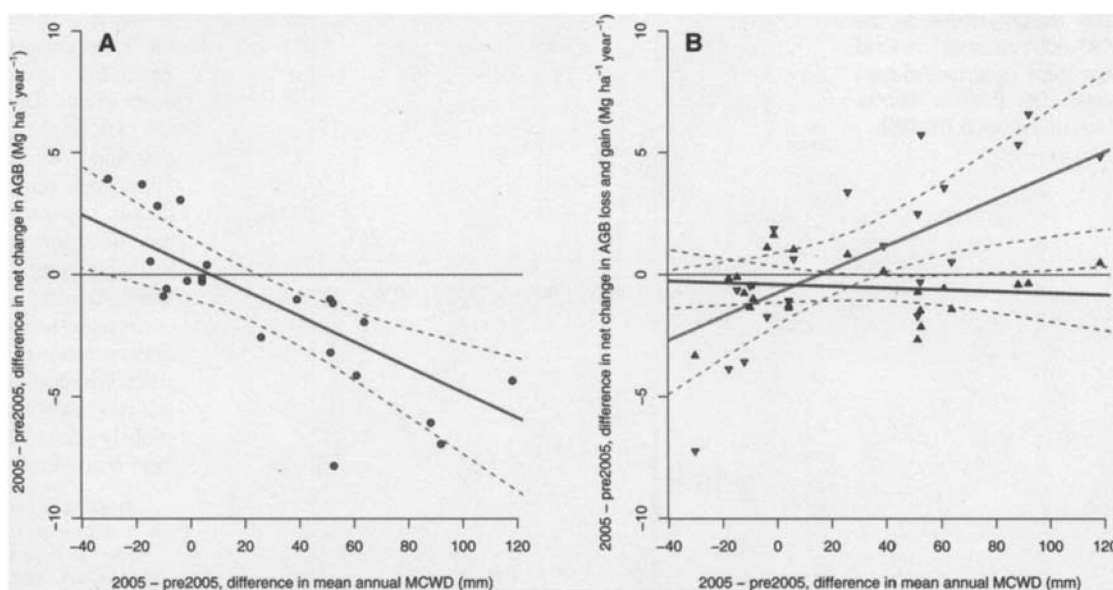 A
2005 – pre2005, difference in net change in AGB (Mg ha⁻¹ year⁻¹)
10
5
0
−5
−10
−40 −20 0 20 40 60 80 100 120
2005 – pre2005, difference in mean annual MCWD (mm)
B
2005 – pre2005, difference in net change in AGB loss and gain (Mg ha⁻¹ year⁻¹)
10
5
0
−5
−10
−40 −20 0 20 40 60 80 100 120
2005 – pre2005, difference in mean annual MCWD (mm)